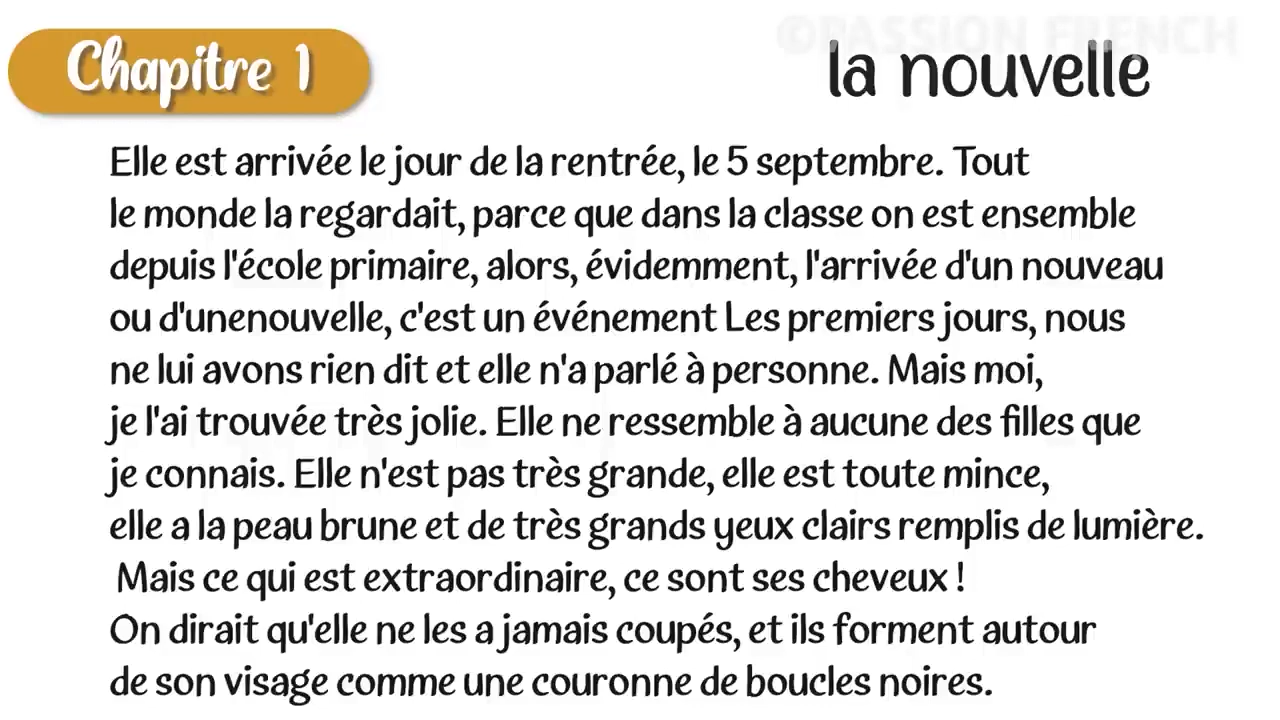 ©PASSION FRENCH
Chapitre 1
la nouvelle
Elle est arrivée le jour de la rentrée, le 5 septembre. Tout
le monde la regardait, parce que dans la classe on est ensemble
depuis l'école primaire, alors, évidemment, l'arrivée d'un nouveau
ou d'unenouvelle, c'est un événement Les premiers jours, nous
ne lui avons rien dit et elle n'a parlé à personne. Mais moi,
je l'ai trouvée très jolie. Elle ne ressemble à aucune des filles que
je connais. Elle n'est pas très grande, elle est toute mince,
elle a la peau brune et de très grands yeux clairs remplis de lumière.
Mais ce qui est extraordinaire, ce sont ses cheveux !
On dirait qu'elle ne les a jamais coupés, et ils forment autour
de son visage comme une couronne de boucles noires.